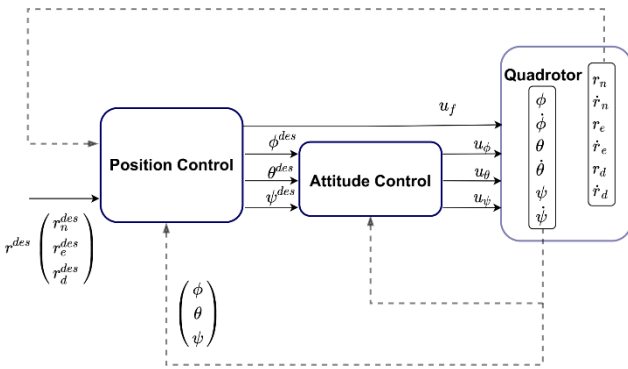 Position Control
Attitude Control
Quadrotor
u_f
ϕ^{des}
θ^{des}
ψ^{des}
u_ϕ
u_θ
u_ψ
ϕ
ϕ̇
θ
θ̇
ψ
ψ̇
r_n
ṙ_n
r_e
ṙ_e
r_d
ṙ_d
r^{des}
r_n^{des}
r_e^{des}
r_d^{des}
ϕ
θ
ψ